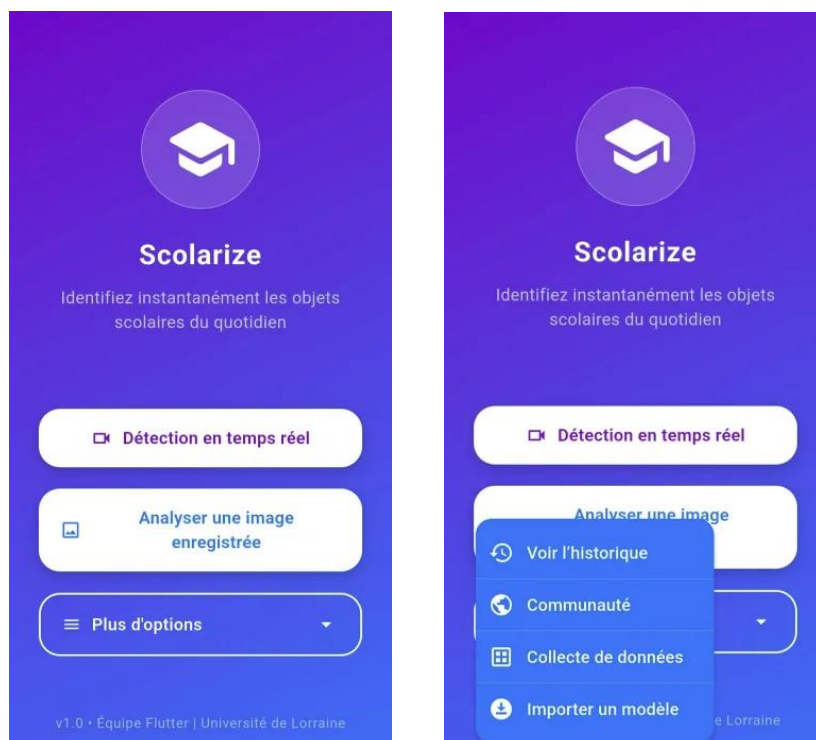 Scolarize
Identifiez instantanément les objets
scolaires du quotidien
Détection en temps réel
Analyser une image
enregistrée
Plus d'options
v1.0 • Équipe Flutter | Université de Lorraine
Scolarize
Identifiez instantanément les objets
scolaires du quotidien
Détection en temps réel
Analyser une image
Voir l'historique
Communauté
Collecte de données
Importer un modèle
e Lorraine